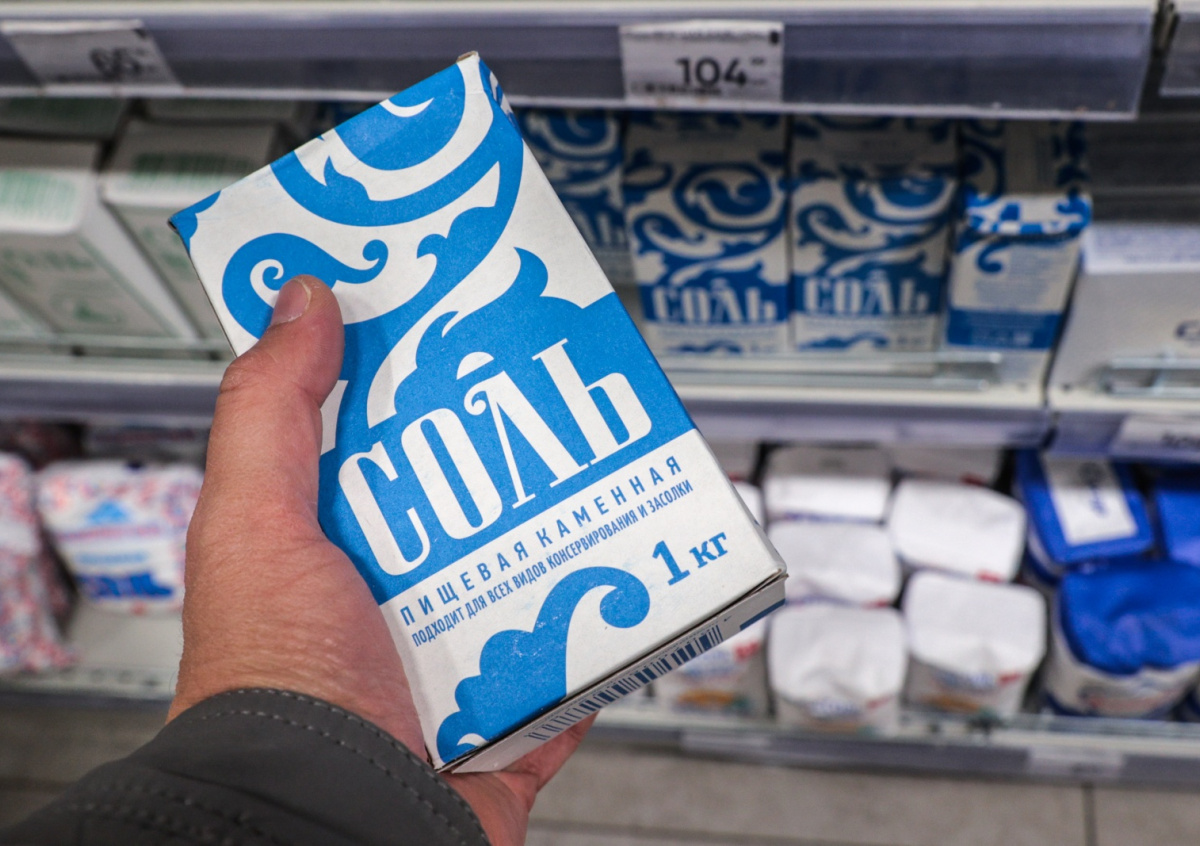 104
СОЛЬ
СОЛЬ
СОЛЬ
ПИЩЕВАЯ КАМЕННАЯ
ПОДХОДИТ ДЛЯ ВСЕХ ВИДОВ КОНСЕРВИРОВАНИЯ И ЗАСОЛКИ
1 кг